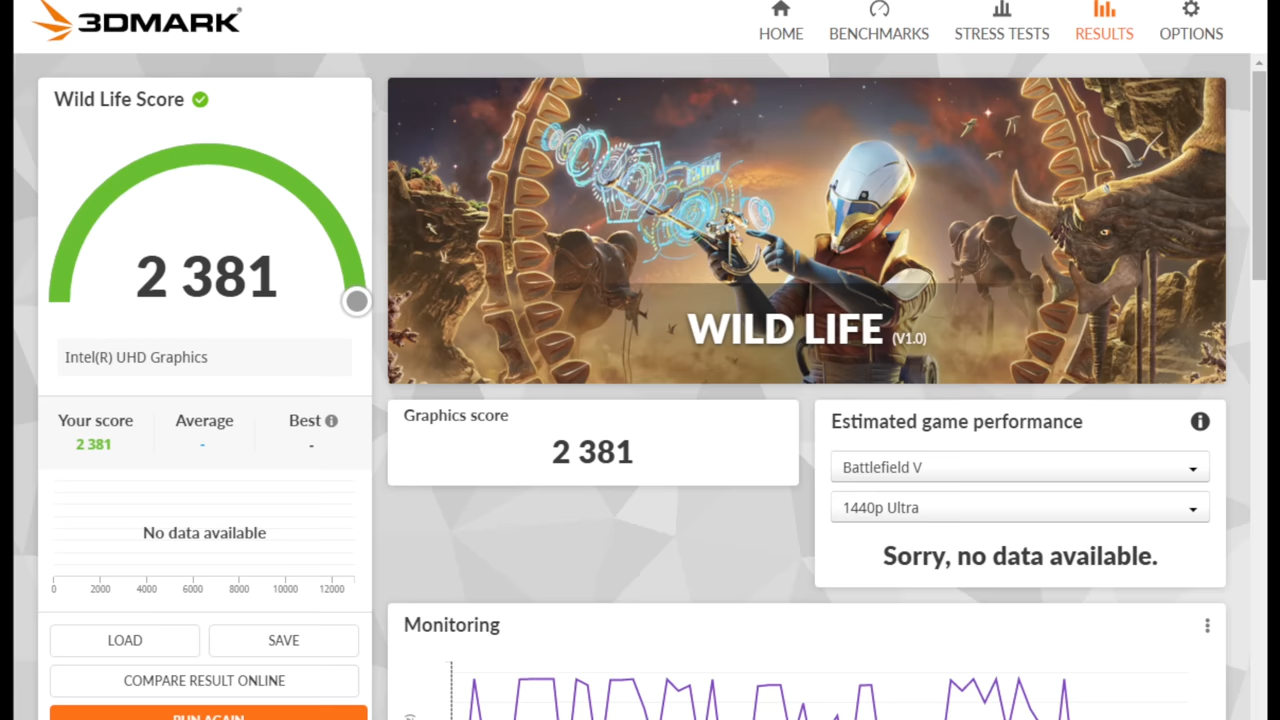 3DMARK
HOME
BENCHMARKS
STRESS TESTS
RESULTS
OPTIONS
Wild Life Score
2 381
Intel(R) UHD Graphics
Your score
Average
Best
2 381
-
-
No data available
0 2000 4000 6000 8000 10000 12000
LOAD
SAVE
COMPARE RESULT ONLINE
RUN AGAIN
WILD LIFE (V1.0)
Graphics score
2 381
Estimated game performance
Battlefield V
1440p Ultra
Sorry, no data available.
Monitoring